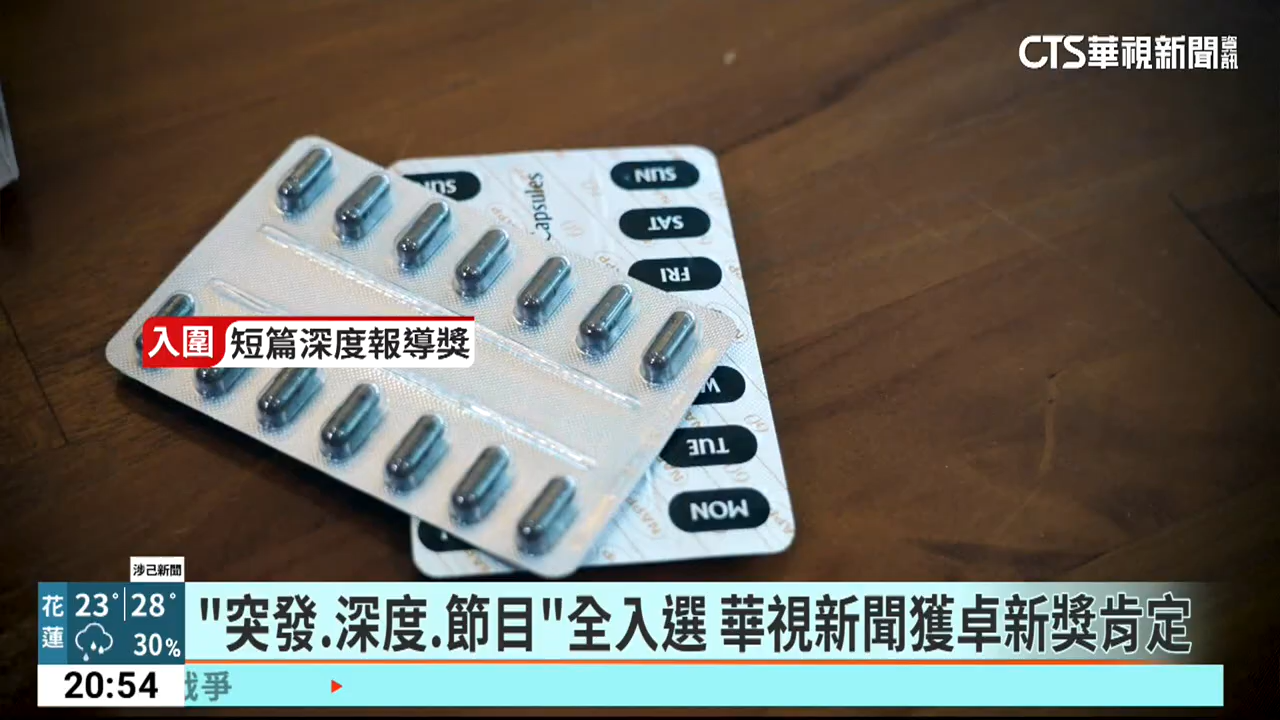 CTS華視新聞資訊
SUN
SUN
Capsules
SAT
FRI
TUE
MON
入圍 短篇深度報導獎
涉己新聞
花蓮 23° 28°
30%
"突發.深度.節目"全入選 華視新聞獲卓新獎肯定
20:54
戰爭